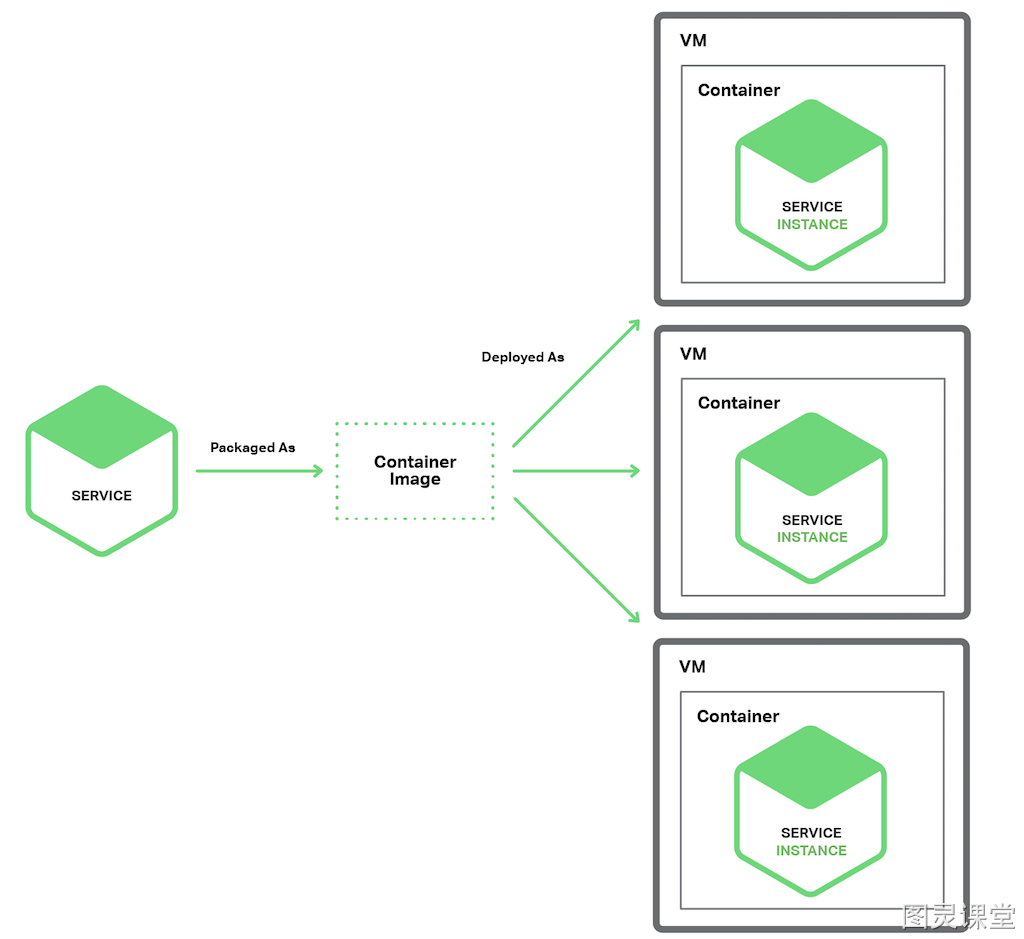 VM
Container
SERVICE
INSTANCE
Deployed As
VM
Container
SERVICE
INSTANCE
Packaged As
Container
Image
SERVICE
VM
Container
SERVICE
INSTANCE
图灵课堂